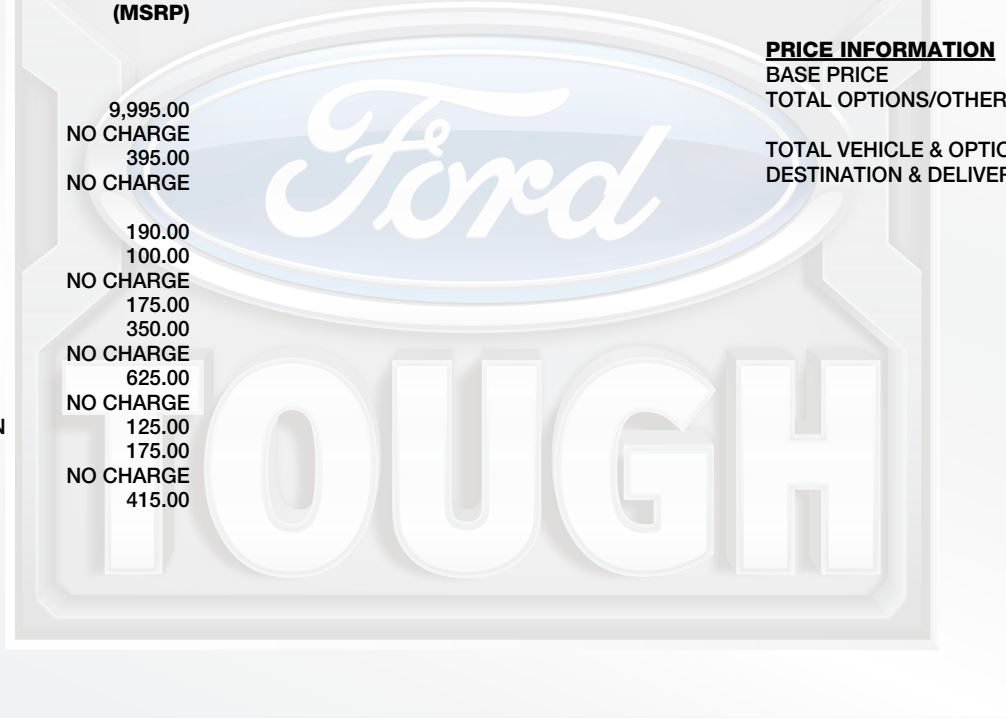 (MSRP)
9,995.00
NO CHARGE
395.00
NO CHARGE
190.00
100.00
NO CHARGE
175.00
350.00
NO CHARGE
625.00
NO CHARGE
N
125.00
175.00
NO CHARGE
415.00
PRICE INFORMATION
BASE PRICE
TOTAL OPTIONS/OTHER
TOTAL VEHICLE & OPTIO
DESTINATION & DELIVER
Ford
TOUGH